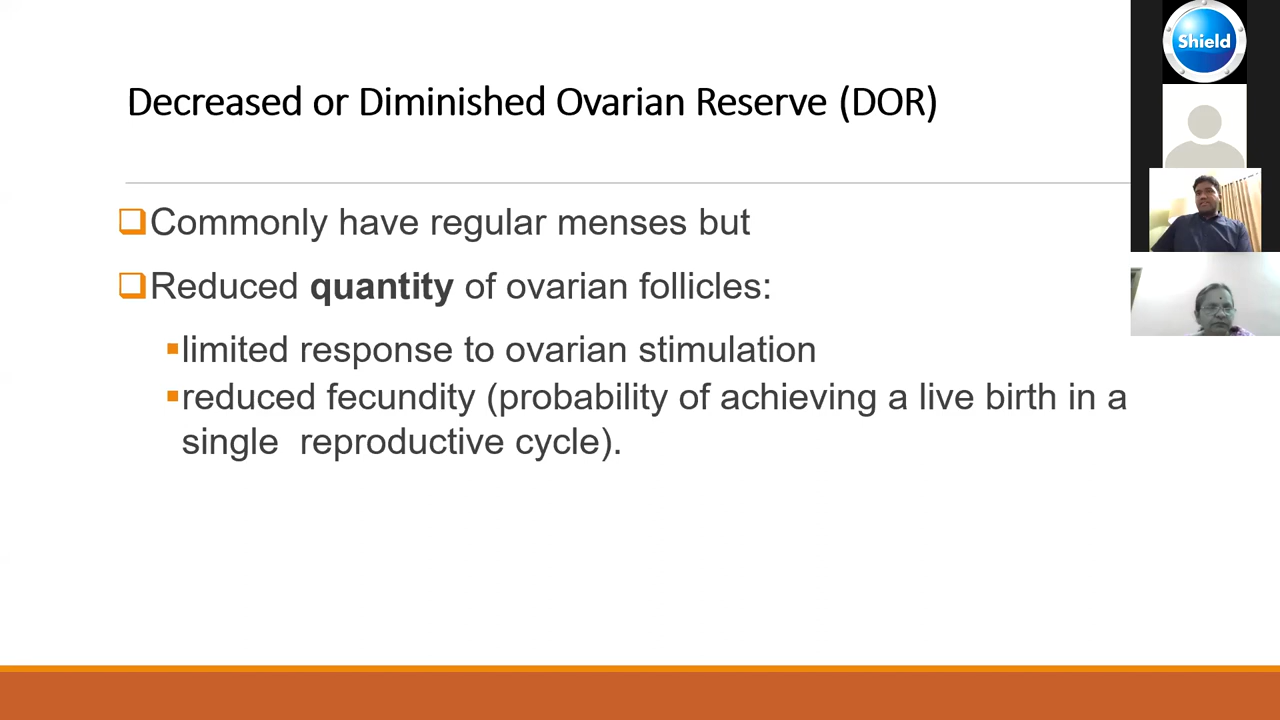 Decreased or Diminished Ovarian Reserve (DOR)
Commonly have regular menses but
Reduced quantity of ovarian follicles:
limited response to ovarian stimulation
reduced fecundity (probability of achieving a live birth in a
single reproductive cycle).
Shield